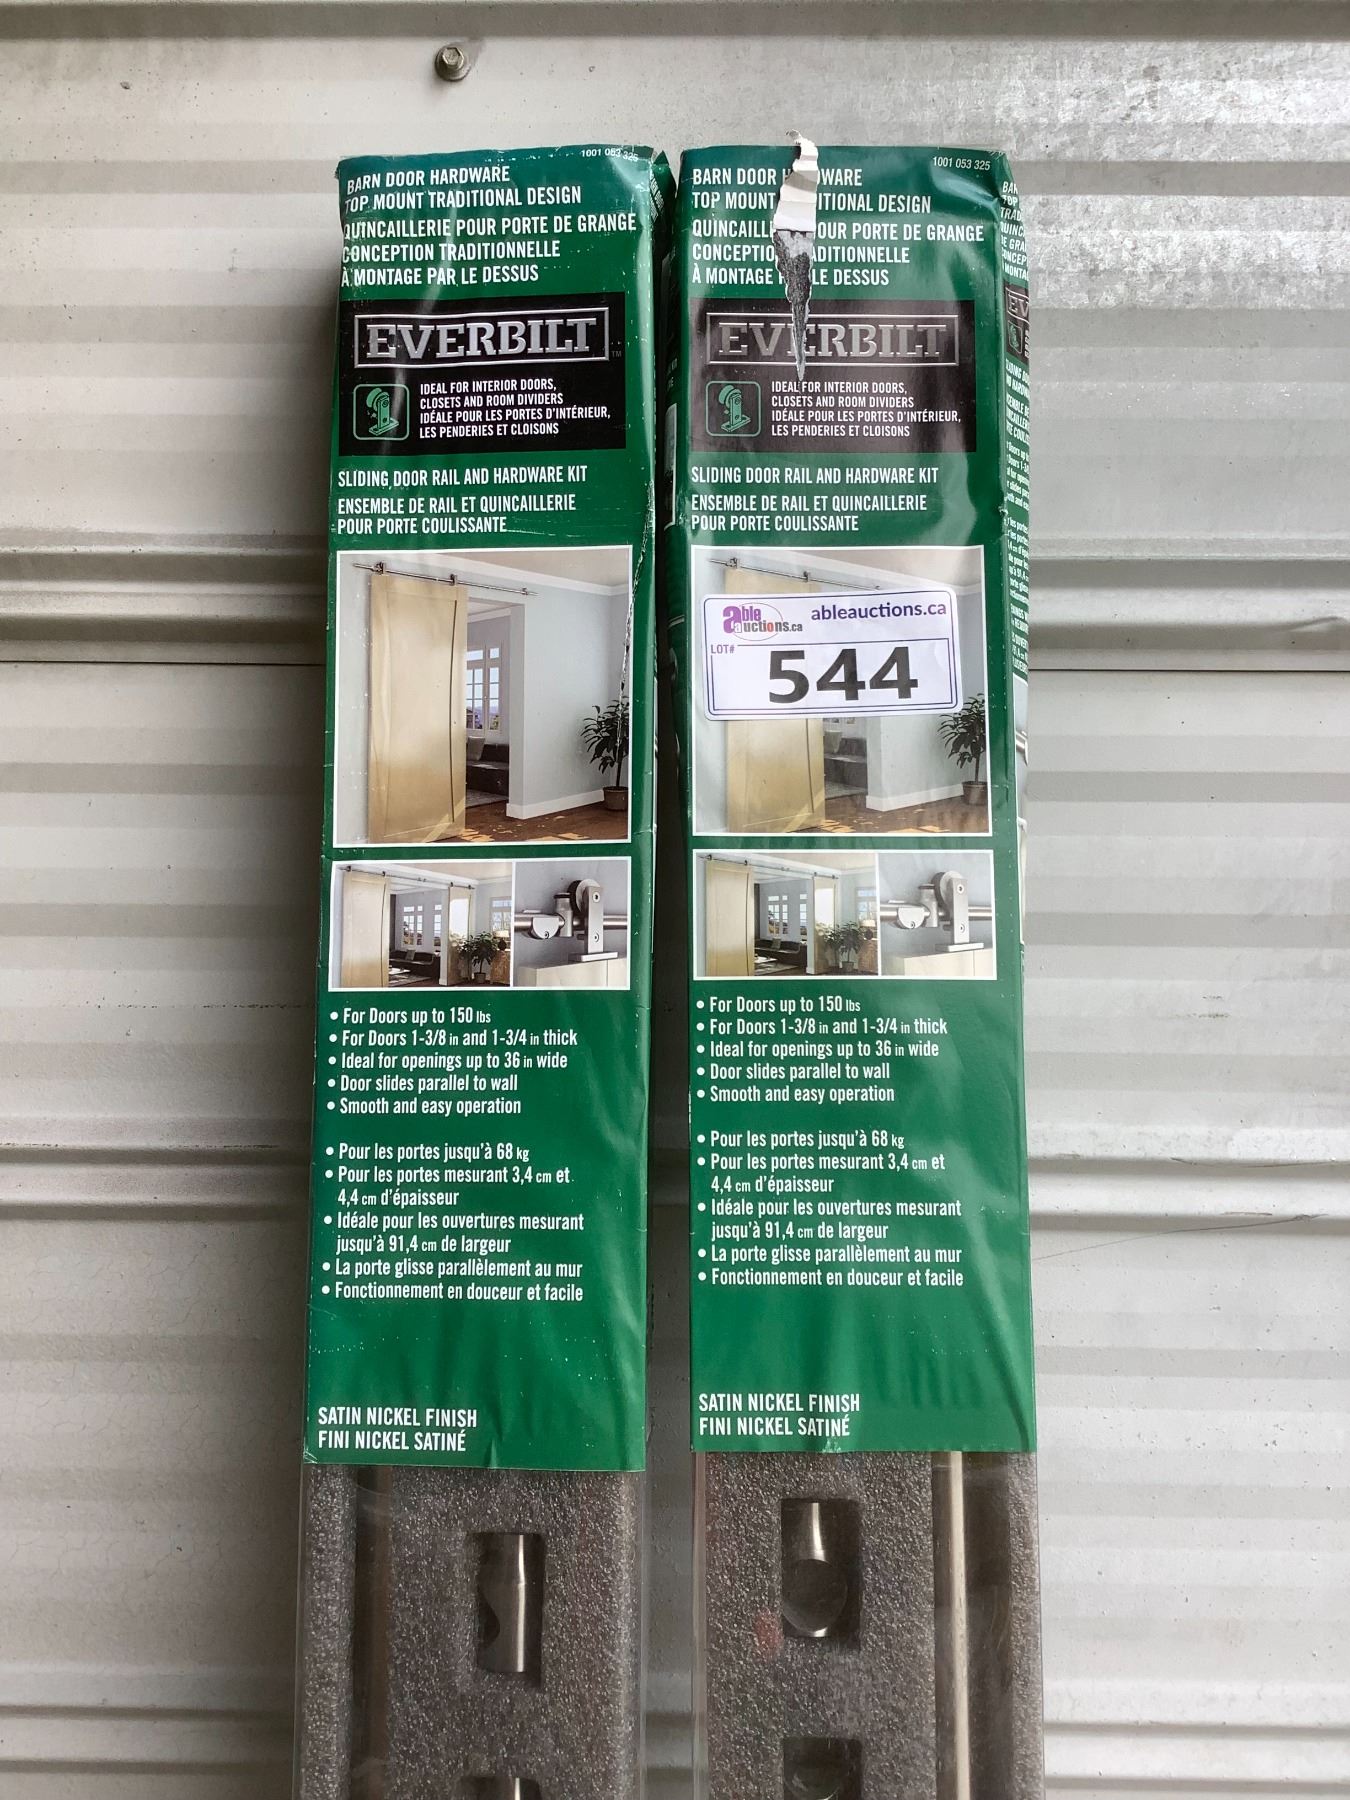 1001 053 325
BARN DOOR HARDWARE
TOP MOUNT TRADITIONAL DESIGN
QUINCAILLERIE POUR PORTE DE GRANGE
CONCEPTION TRADITIONNELLE
À MONTAGE PAR LE DESSUS
EVERBILT™
IDEAL FOR INTERIOR DOORS,
CLOSETS AND ROOM DIVIDERS
IDÉALE POUR LES PORTES D'INTÉRIEUR,
LES PENDERIES ET CLOISONS
SLIDING DOOR RAIL AND HARDWARE KIT
ENSEMBLE DE RAIL ET QUINCAILLERIE
POUR PORTE COULISSANTE
• For Doors up to 150 lbs
• For Doors 1-3/8 in and 1-3/4 in thick
• Ideal for openings up to 36 in wide
• Door slides parallel to wall
• Smooth and easy operation
• Pour les portes jusqu'à 68 kg
• Pour les portes mesurant 3,4 cm et
4,4 cm d'épaisseur
• Idéale pour les ouvertures mesurant
jusqu'à 91,4 cm de largeur
• La porte glisse parallèlement au mur
• Fonctionnement en douceur et facile
SATIN NICKEL FINISH
FINI NICKEL SATINÉ
1001 053 325
BARN DOOR H WARE
TOP MOUNT ITIONAL DESIGN
QUINCAILL OUR PORTE DE GRANGE
CONCEPTIO ADITIONNELLE
À MONTAGE LE DESSUS
EVERBILT
IDEAL FOR INTERIOR DOORS,
CLOSETS AND ROOM DIVIDERS
IDÉALE POUR LES PORTES D'INTÉRIEUR,
LES PENDERIES ET CLOISONS
SLIDING DOOR RAIL AND HARDWARE KIT
ENSEMBLE DE RAIL ET QUINCAILLERIE
POUR PORTE COULISSANTE
able auctions.ca
ableauctions.ca
LOT#
544
• For Doors up to 150 lbs
• For Doors 1-3/8 in and 1-3/4 in thick
• Ideal for openings up to 36 in wide
• Door slides parallel to wall
• Smooth and easy operation
• Pour les portes jusqu'à 68 kg
• Pour les portes mesurant 3,4 cm et
4,4 cm d'épaisseur
• Idéale pour les ouvertures mesurant
jusqu'à 91,4 cm de largeur
• La porte glisse parallèlement au mur
• Fonctionnement en douceur et facile
SATIN NICKEL FINISH
FINI NICKEL SATINÉ